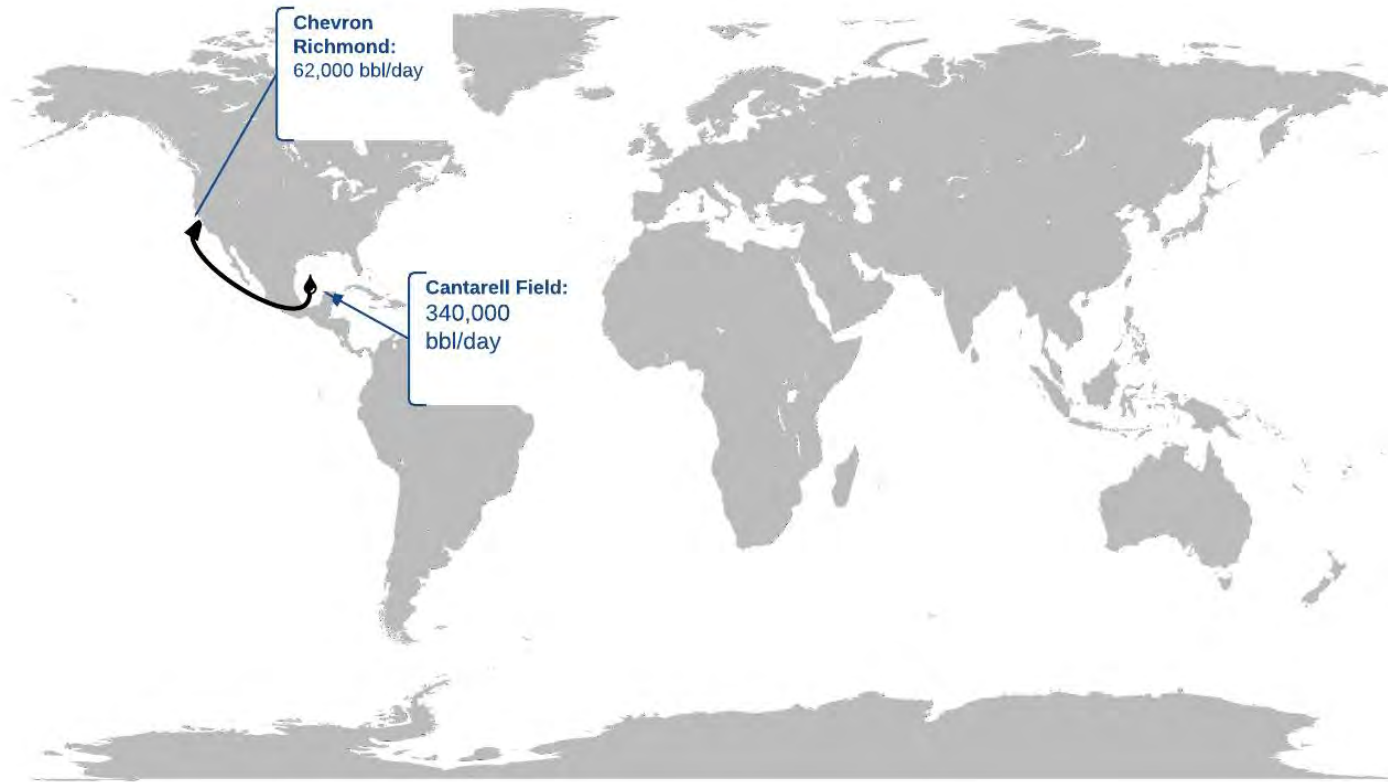 Chevron
Richmond:
62,000 bbl/day
Cantarell Field:
340,000
bbl/day